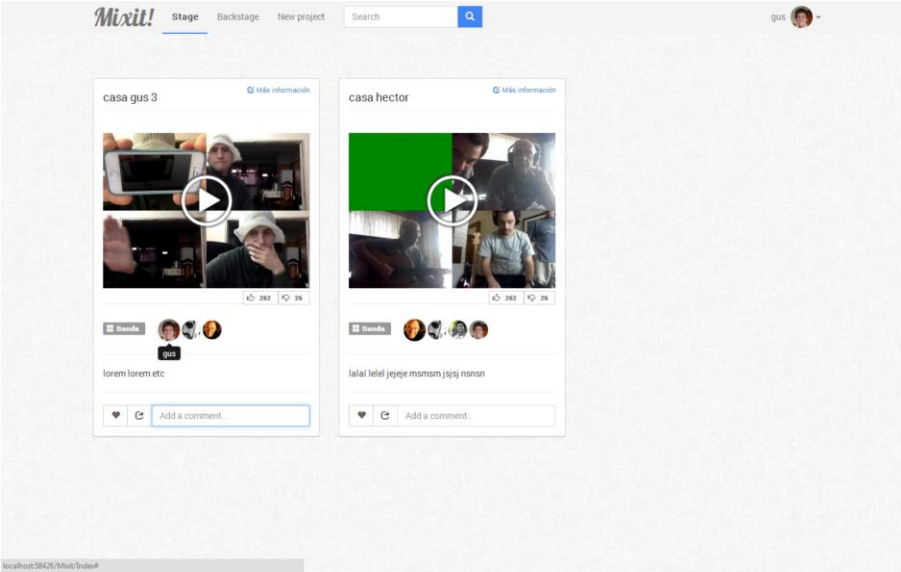 Mixit! Stage Backstage New project Search gus
casa gus 3 Más información
casa hector Más información
262 26
262 26
Banda
gus
Banda
lorem lorem etc
lalal lelel jejeje msmsm jsjsj nsnsn
Add a comment..
Add a comment..
localhost:58426/Mixit/Index#